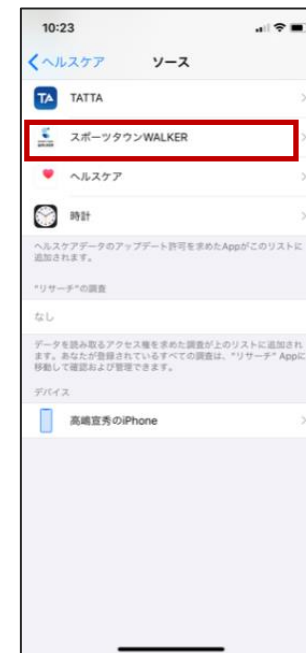 10:23
ヘルスケア
ソース
TA
TATTA
スポーツタウンWALKER
ヘルスケア
時計
ヘルスケアデータのアップデート許可を求めたAppがこのリストに
追加されます。
"リサーチ"の調査
なし
データを読み取るアクセス権を求めた調査が上のリストに追加され
ます。あなたが登録されているすべての調査は、"リサーチ" Appに
移動して確認および管理できます。
デバイス
高嶋宣秀のiPhone